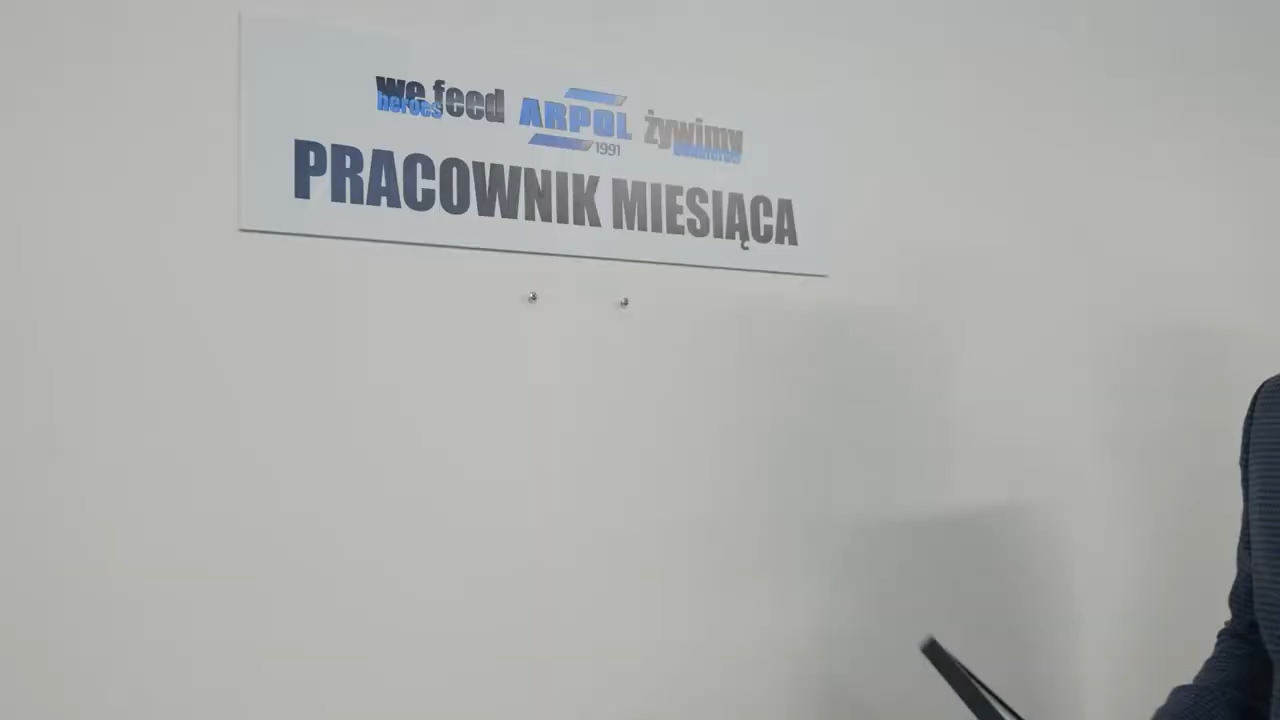 we feed
heroes
ARPOL
1991
żywimy
PRACOWNIK MIESIĄCA